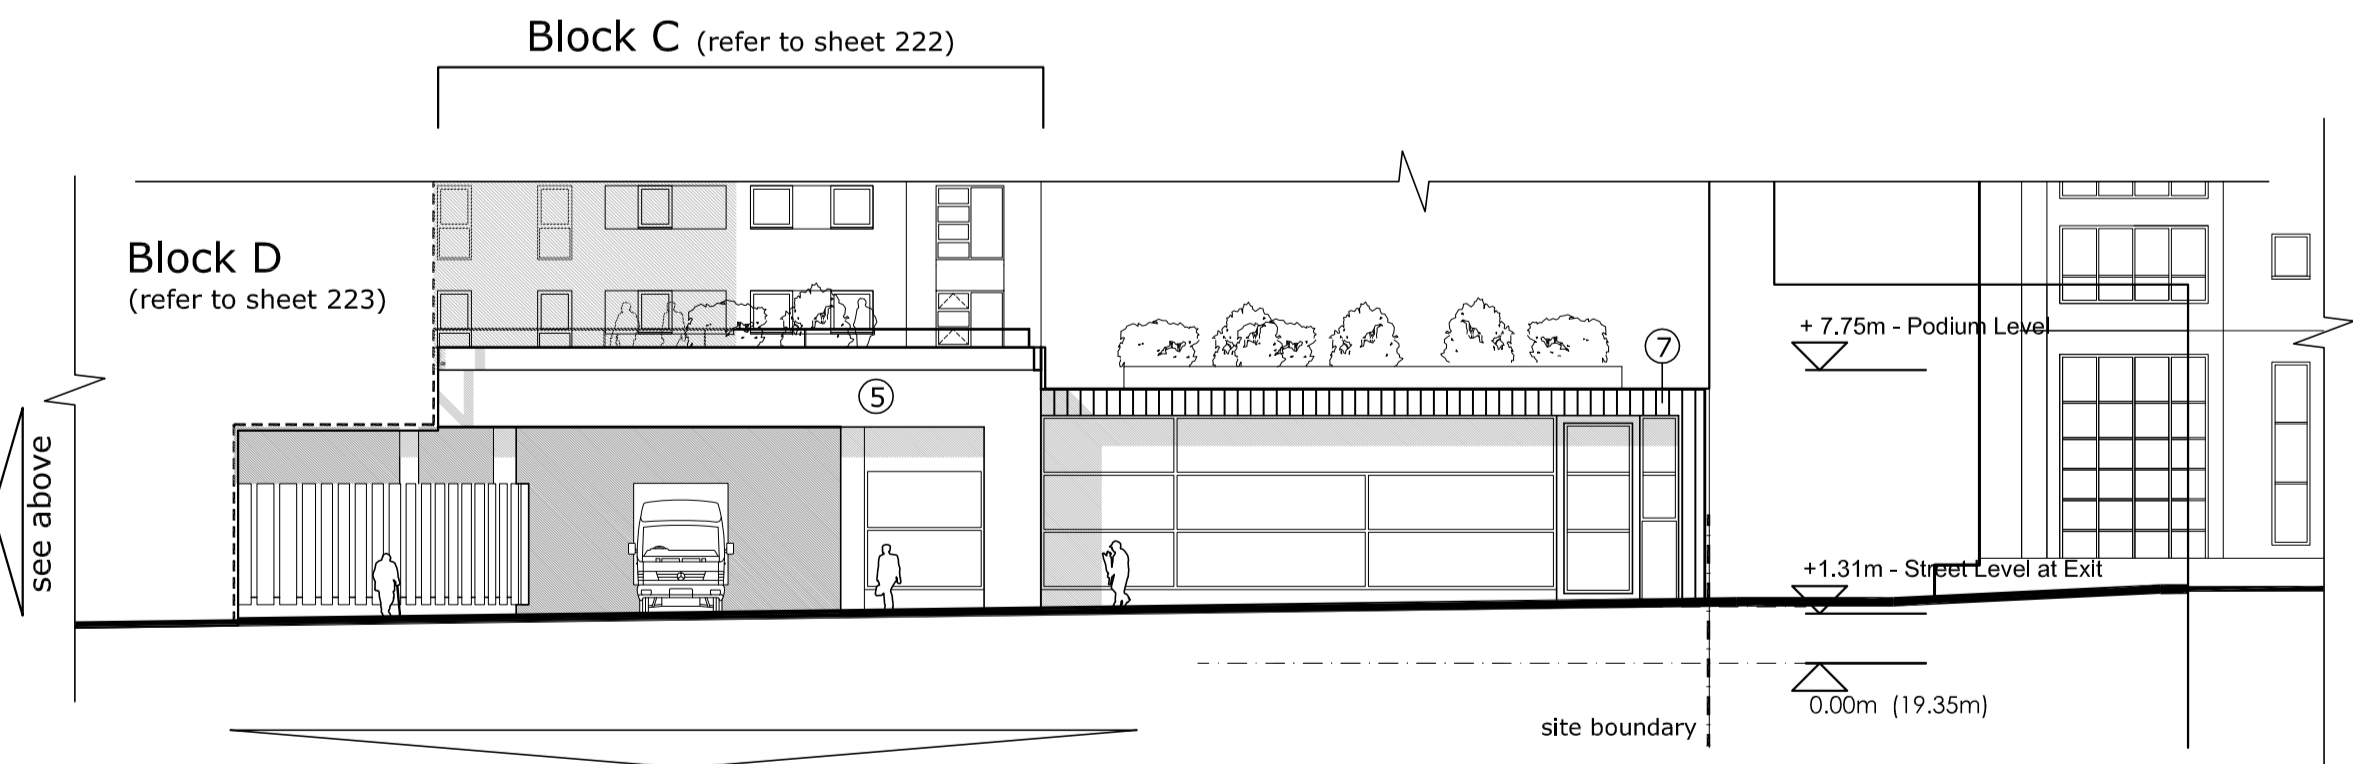 Block C (refer to sheet 222)
Block D
(refer to sheet 223)
+ 7.75m - Podium Level
7
5
see above
+1.31m - Street Level at Exit
0.00m (19.35m)
site boundary